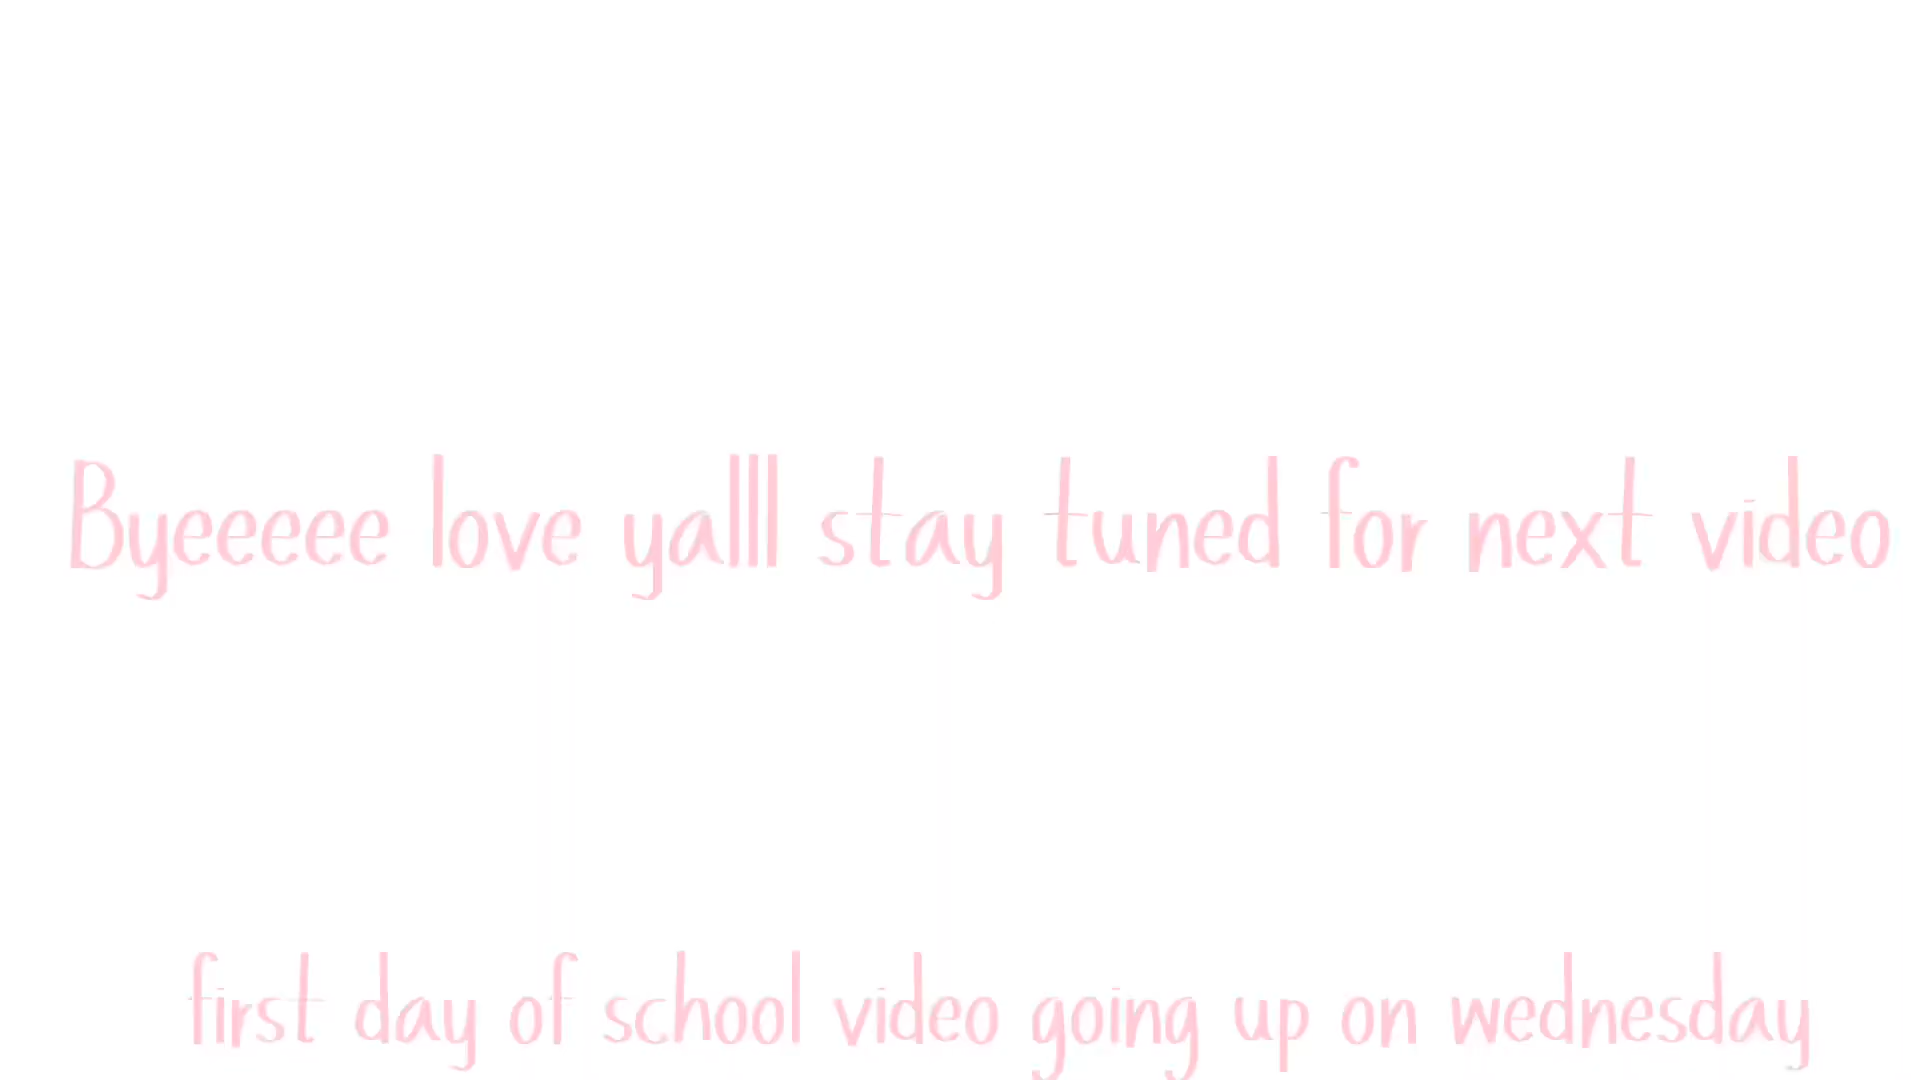 Byeeeee love yalll stay tuned for next video
first day of school video going up on wednesday